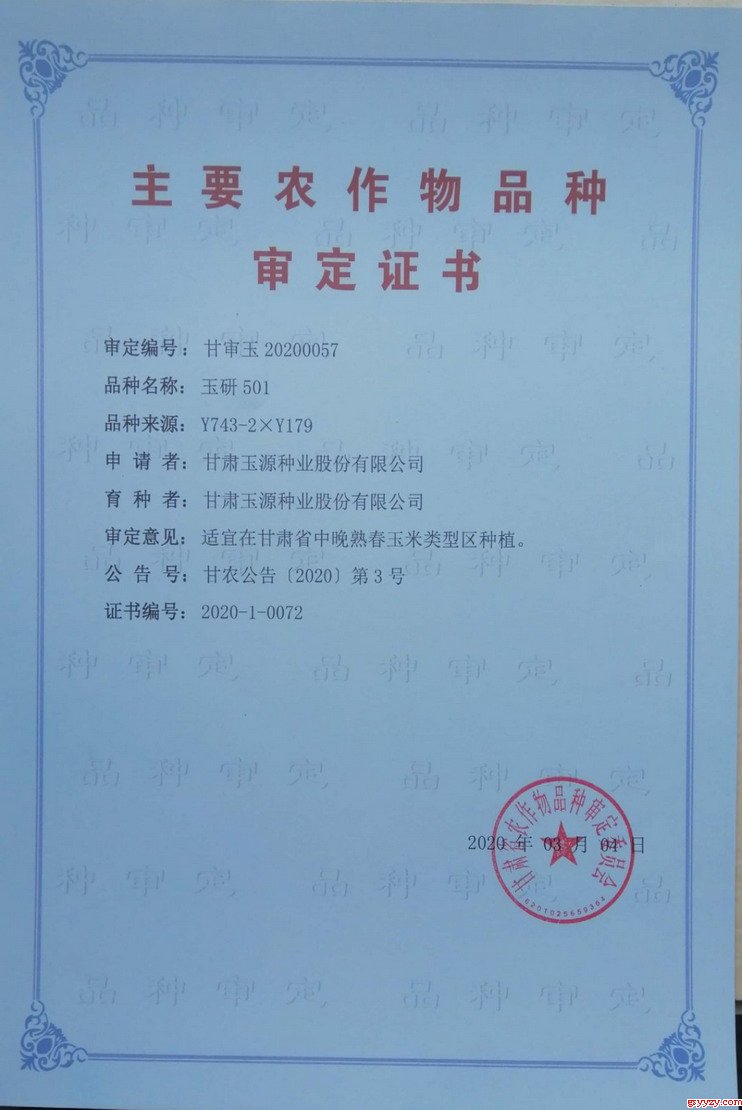 主要农作物品种
审定证书
审定编号：甘审玉 20200057
品种名称：玉研 501
品种来源：Y743-2×Y179
申 请 者：甘肃玉源种业股份有限公司
育 种 者：甘肃玉源种业股份有限公司
审定意见：适宜在甘肃省中晚熟春玉米类型区种植。
公 告 号：甘农公告〔2020〕第 3 号
证书编号：2020-1-0072
甘肃省农作物品种审定委员会
2020 年 03 月 04 日
6201025659364
gsyyzy.com